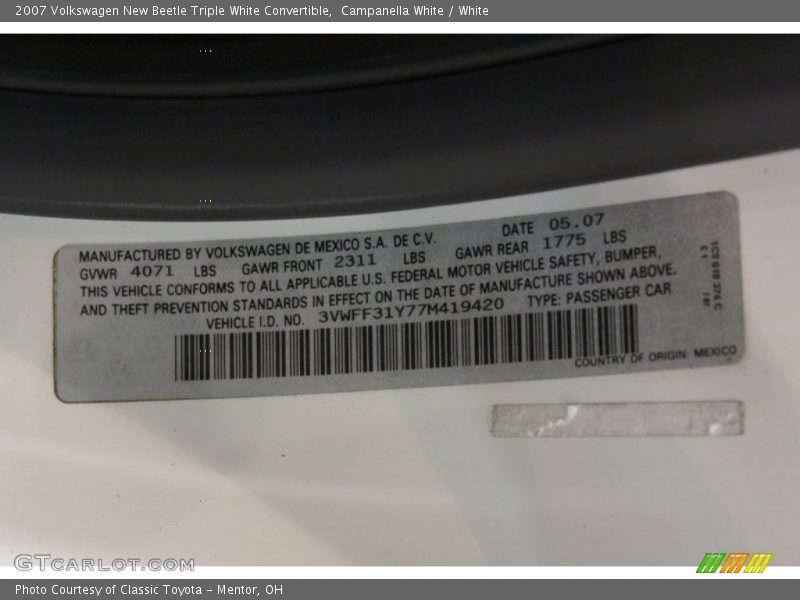 2007 Volkswagen New Beetle Triple White Convertible,  Campanella White / White
MANUFACTURED BY VOLKSWAGEN DE MEXICO S.A. DE C.V. DATE 05.07
GVWR 4071 LBS GAWR FRONT 2311 LBS GAWR REAR 1775 LBS
THIS VEHICLE CONFORMS TO ALL APPLICABLE U.S. FEDERAL MOTOR VEHICLE SAFETY, BUMPER,
AND THEFT PREVENTION STANDARDS IN EFFECT ON THE DATE OF MANUFACTURE SHOWN ABOVE.
VEHICLE I.D. NO. 3VWFF31Y77M419420 TYPE: PASSENGER CAR
COUNTRY OF ORIGIN: MEXICO
1C0 010 274 C
GTCARLOT.COM
Photo Courtesy of Classic Toyota - Mentor, OH